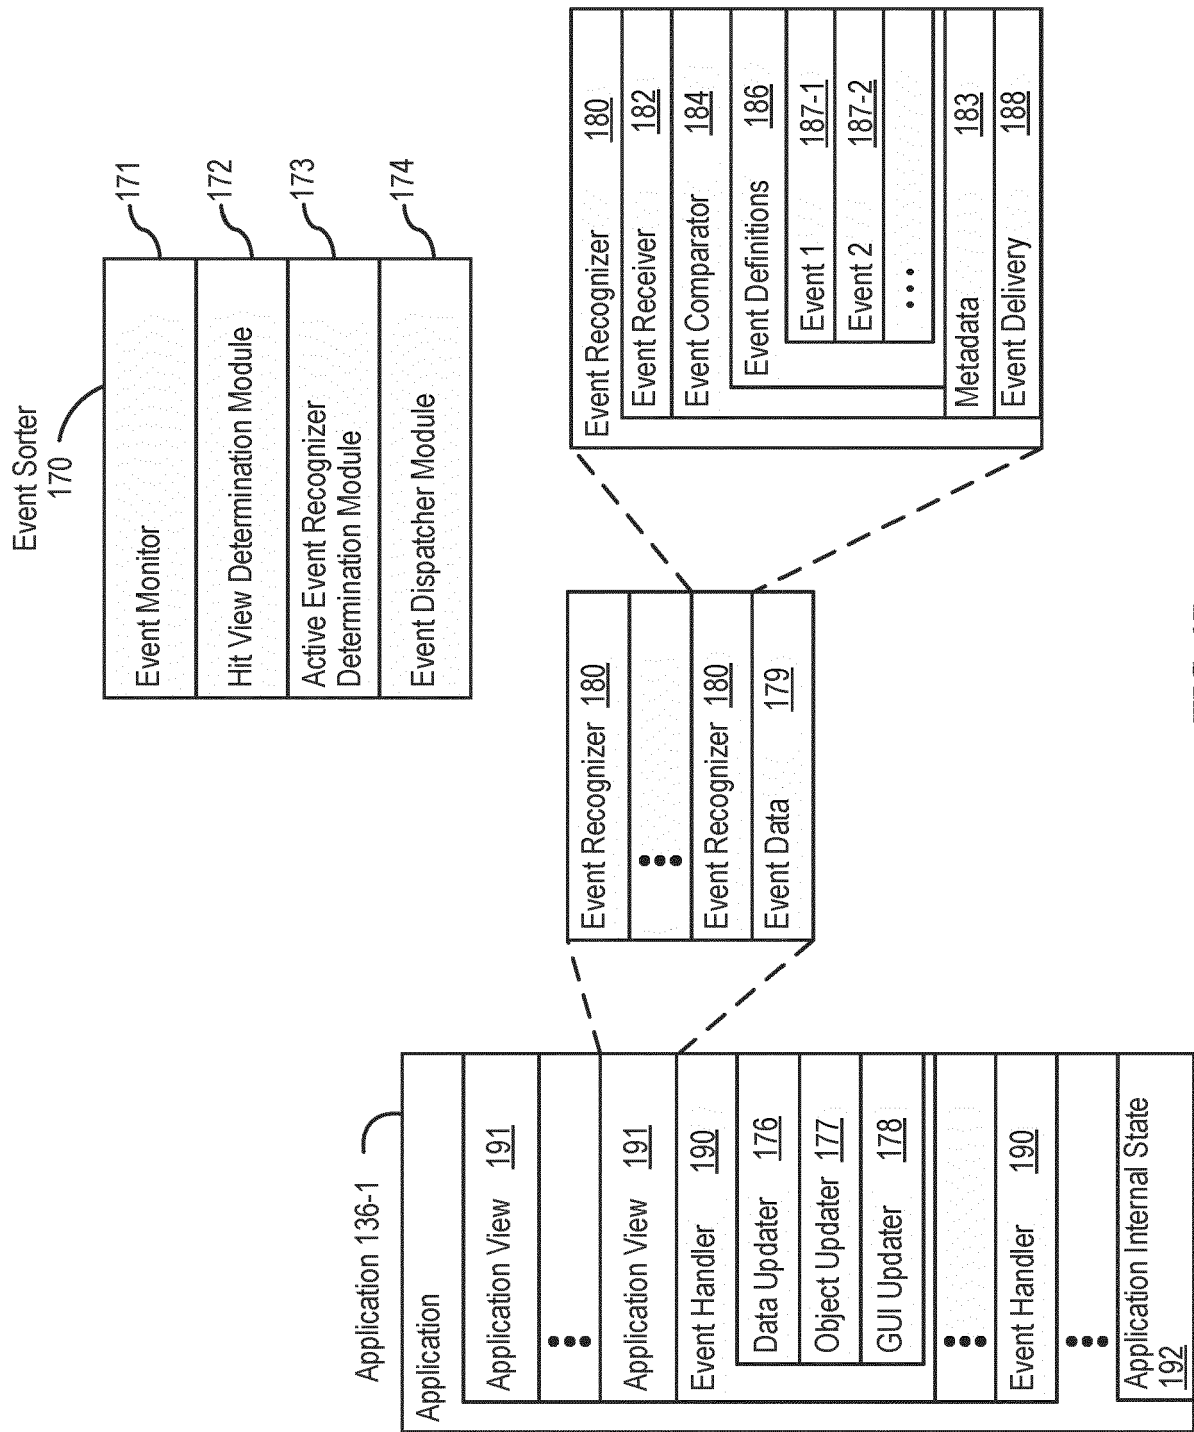 Event Sorter
170
Event Monitor
171
Hit View Determination Module
172
Active Event Recognizer
Determination Module
173
Event Dispatcher Module
174
Application 136-1
Application
Application View 191
Application View 191
Event Handler 190
Data Updater 176
Object Updater 177
GUI Updater 178
Event Handler 190
Application Internal State
192
Event Recognizer 180
Event Recognizer 180
Event Data 179
Event Recognizer 180
Event Receiver 182
Event Comparator 184
Event Definitions 186
Event 1 187-1
Event 2 187-2
Metadata 183
Event Delivery 188